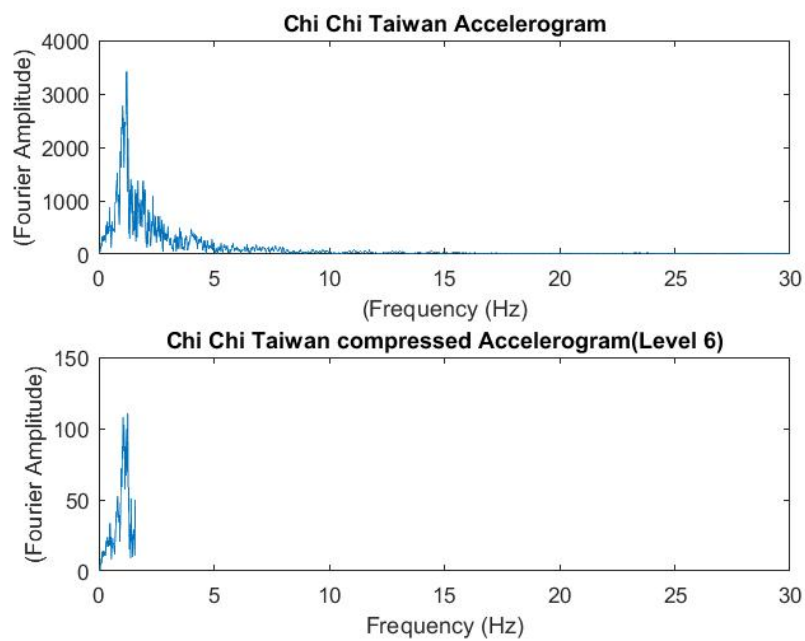 Chi Chi Taiwan Accelerogram
(Fourier Amplitude)
4000
3000
2000
1000
0
0 5 10 15 20 25 30
(Frequency (Hz)
Chi Chi Taiwan compressed Accelerogram(Level 6)
(Fourier Amplitude)
150
100
50
0
0 5 10 15 20 25 30
Frequency (Hz)